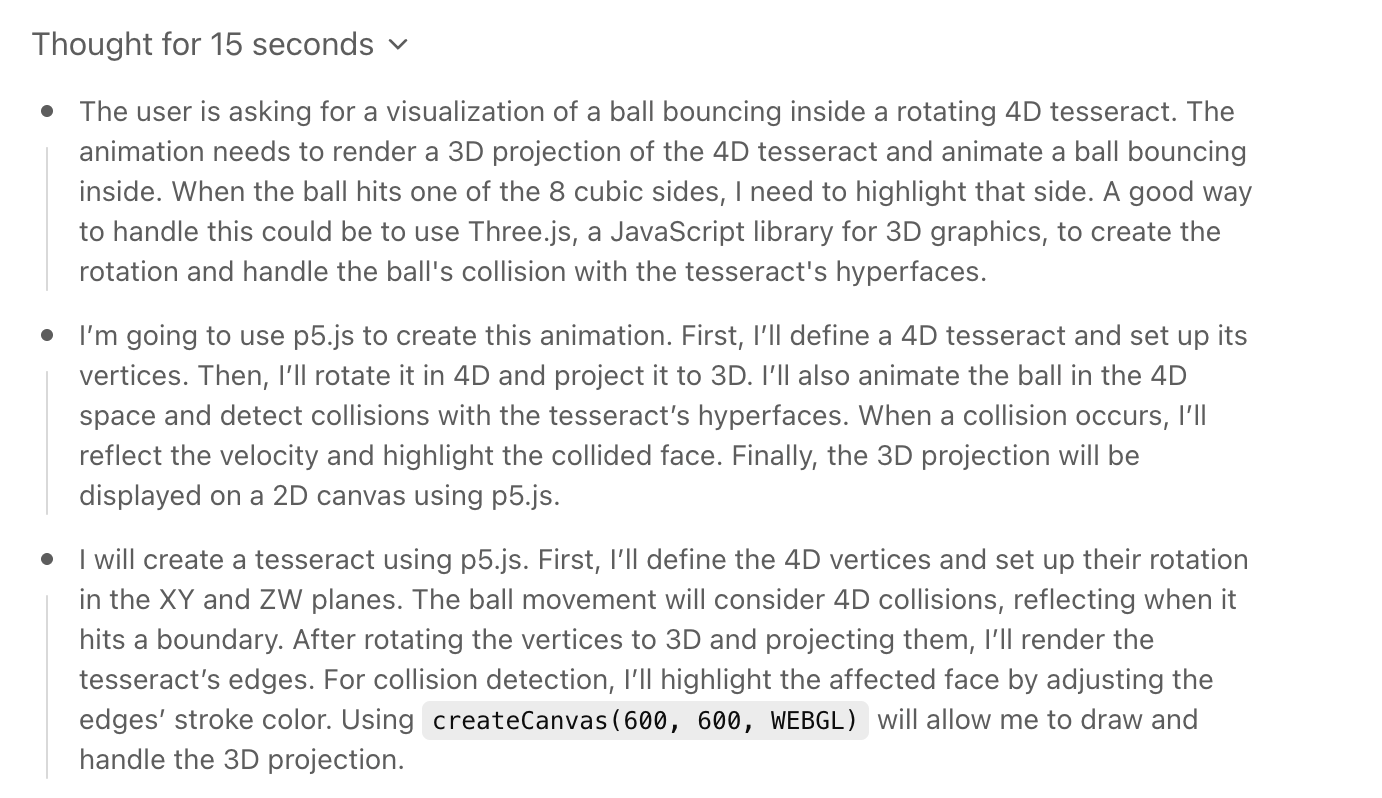 Thought for 15 seconds
The user is asking for a visualization of a ball bouncing inside a rotating 4D tesseract. The
animation needs to render a 3D projection of the 4D tesseract and animate a ball bouncing
inside. When the ball hits one of the 8 cubic sides, I need to highlight that side. A good way
to handle this could be to use Three.js, a JavaScript library for 3D graphics, to create the
rotation and handle the ball's collision with the tesseract's hyperfaces.
I’m going to use p5.js to create this animation. First, I’ll define a 4D tesseract and set up its
vertices. Then, I’ll rotate it in 4D and project it to 3D. I’ll also animate the ball in the 4D
space and detect collisions with the tesseract’s hyperfaces. When a collision occurs, I’ll
reflect the velocity and highlight the collided face. Finally, the 3D projection will be
displayed on a 2D canvas using p5.js.
I will create a tesseract using p5.js. First, I’ll define the 4D vertices and set up their rotation
in the XY and ZW planes. The ball movement will consider 4D collisions, reflecting when it
hits a boundary. After rotating the vertices to 3D and projecting them, I’ll render the
tesseract’s edges. For collision detection, I’ll highlight the affected face by adjusting the
edges’ stroke color. Using createCanvas(600, 600, WEBGL) will allow me to draw and
handle the 3D projection.